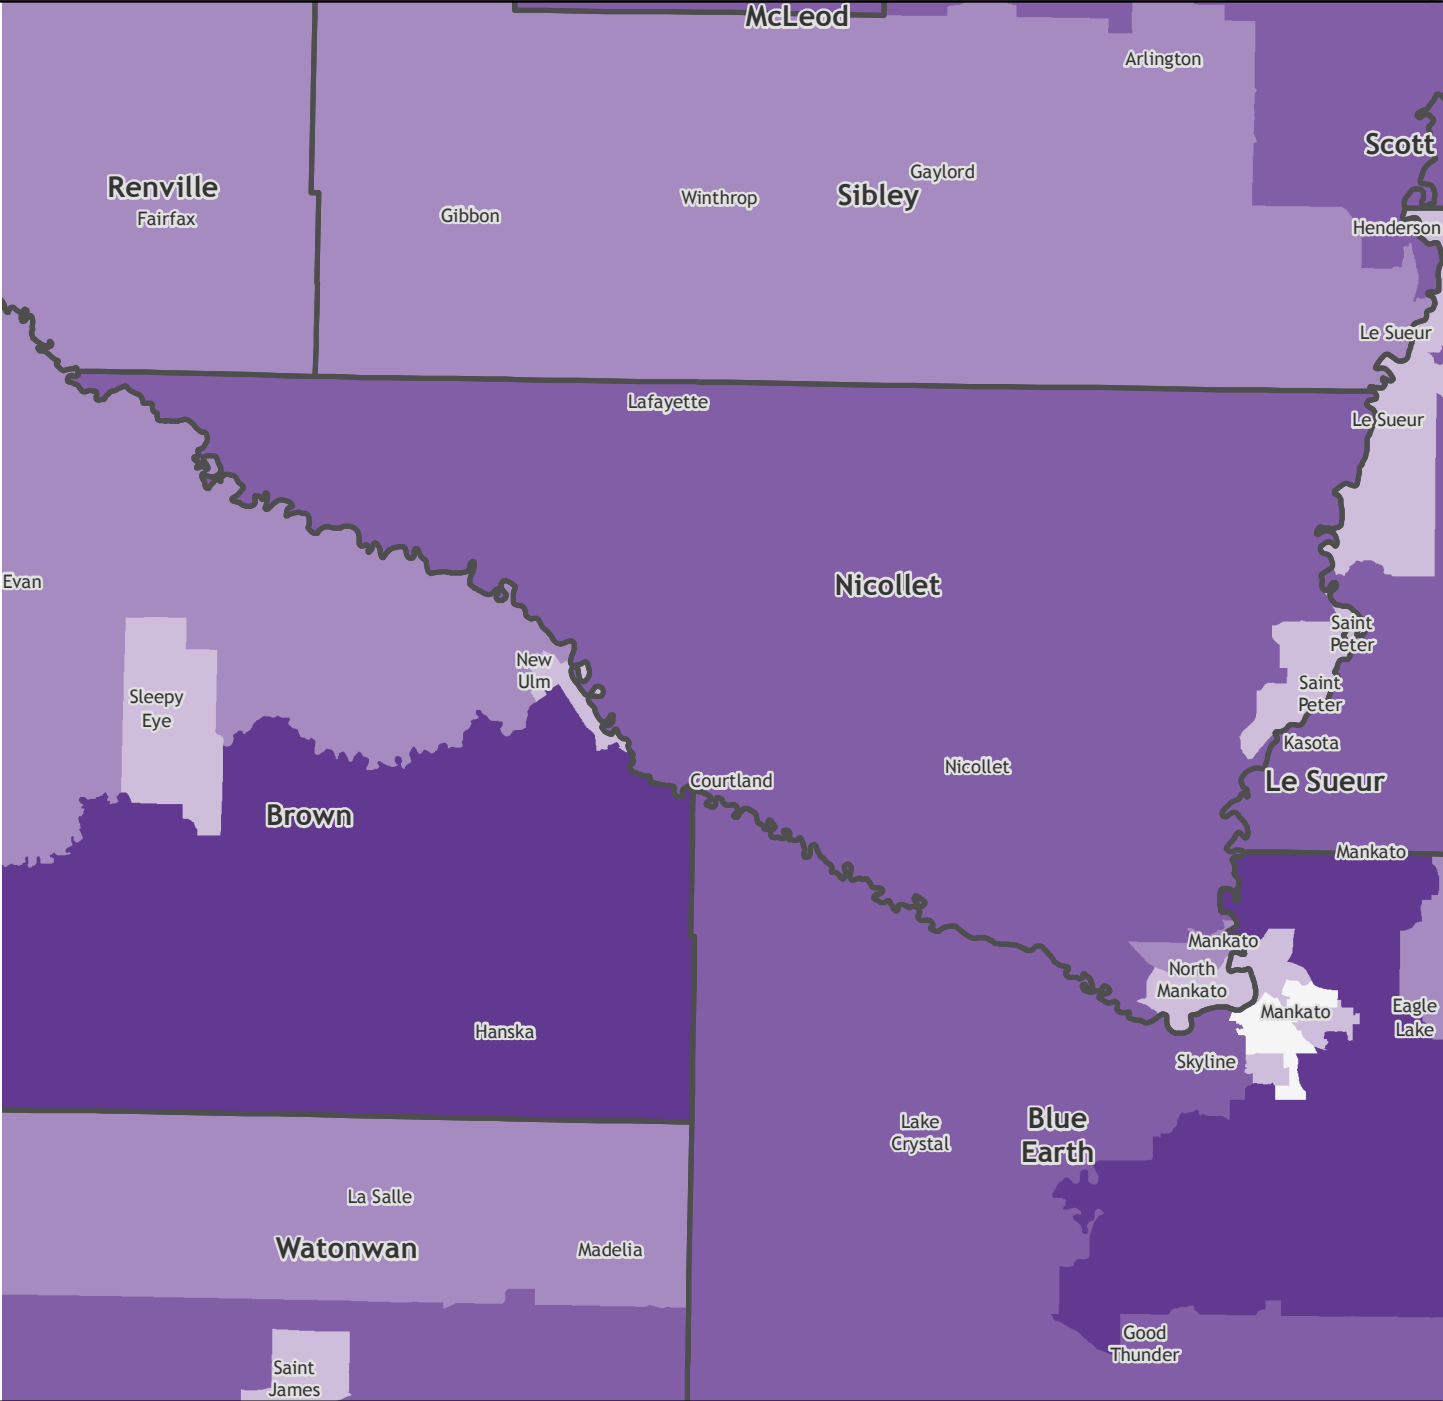 McLeod
Arlington
Scott
Gaylord
Renville
Sibley
Winthrop
Fairfax
Gibbon
Henderson
Le Sueur
Lafayette
Le Sueur
Evan
Nicollet
Saint
Peter
New
Ulm
Sleepy
Eye
Saint
Peter
Kasota
Nicollet
Courtland
Le Sueur
Brown
Mankato
Mankato
North
Mankato
Mankato
Eagle
Lake
Hanska
Skyline
Lake
Crystal
Blue
Earth
La Salle
Watonwan
Madelia
Good
Thunder
Saint
James